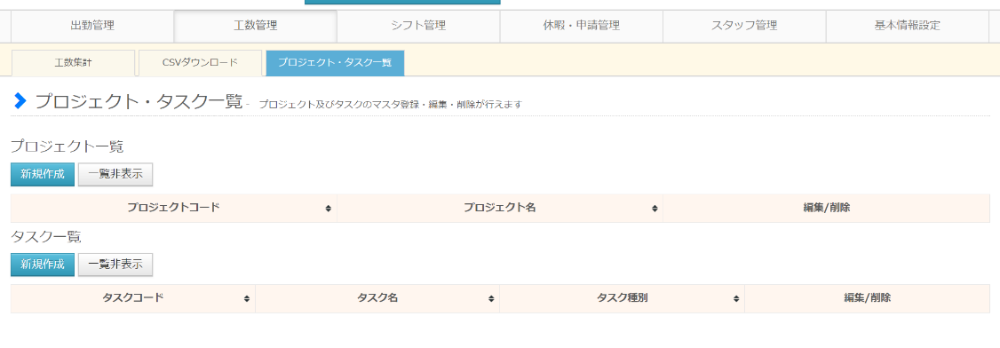 出勤管理 工数管理 シフト管理 休暇・申請管理 スタッフ管理 基本情報設定
工数集計 CSVダウンロード プロジェクト・タスク一覧
プロジェクト・タスク一覧 - プロジェクト及びタスクのマスタ登録・編集・削除が行えます
プロジェクト一覧
新規作成 一覧非表示
プロジェクトコード プロジェクト名 編集/削除
タスク一覧
新規作成 一覧非表示
タスクコード タスク名 タスク種別 編集/削除